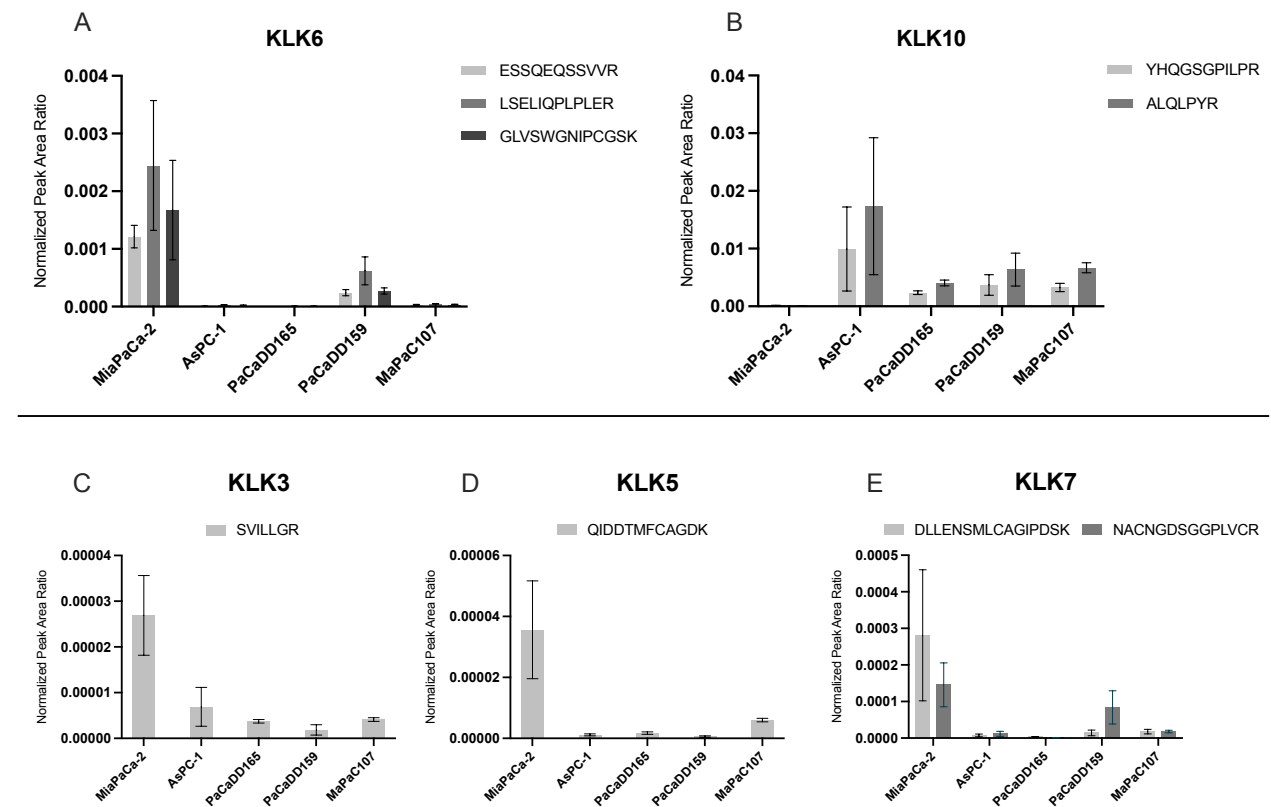 A
KLK6
ESSQEQSSVVR
LSELIQPLPLER
GLVSWGNIPCGSK
Normalized Peak Area Ratio
0.004
0.003
0.002
0.001
0.000
MiaPaCa-2
AsPC-1
PaCaDD165
PaCaDD159
MaPaC107
B
KLK10
YHQGSGPILPR
ALQLPYR
Normalized Peak Area Ratio
0.04
0.03
0.02
0.01
0.00
MiaPaCa-2
AsPC-1
PaCaDD165
PaCaDD159
MaPaC107
C
KLK3
SVILLGR
Normalized Peak Area Ratio
0.00004
0.00003
0.00002
0.00001
0.00000
MiaPaCa-2
AsPC-1
PaCaDD165
PaCaDD159
MaPaC107
D
KLK5
QIDDTMFCAGDK
Normalized Peak Area Ratio
0.00006
0.00004
0.00002
0.00000
MiaPaCa-2
AsPC-1
PaCaDD165
PaCaDD159
MaPaC107
E
KLK7
DLLENSMLCAGIPDSK NACNGDSGGPLVCR
Normalized Peak Area Ratio
0.0005
0.0004
0.0003
0.0002
0.0001
0.0000
MiaPaCa-2
AsPC-1
PaCaDD165
PaCaDD159
MaPaC107